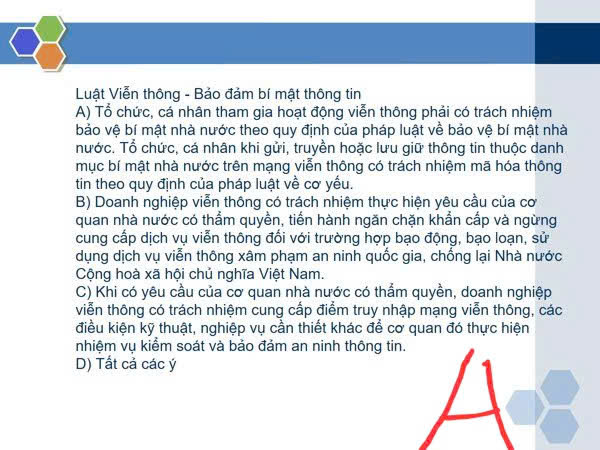 Luật Viễn thông - Bảo đảm bí mật thông tin
A) Tổ chức, cá nhân tham gia hoạt động viễn thông phải có trách nhiệm
bảo vệ bí mật nhà nước theo quy định của pháp luật về bảo vệ bí mật nhà
nước. Tổ chức, cá nhân khi gửi, truyền hoặc lưu giữ thông tin thuộc danh
mục bí mật nhà nước trên mạng viễn thông có trách nhiệm mã hóa thông
tin theo quy định của pháp luật về cơ yếu.
B) Doanh nghiệp viễn thông có trách nhiệm thực hiện yêu cầu của cơ
quan nhà nước có thẩm quyền, tiến hành ngăn chặn khẩn cấp và ngừng
cung cấp dịch vụ viễn thông đối với trường hợp bạo động, bạo loạn, sử
dụng dịch vụ viễn thông xâm phạm an ninh quốc gia, chống lại Nhà nước
Cộng hoà xã hội chủ nghĩa Việt Nam.
C) Khi có yêu cầu của cơ quan nhà nước có thẩm quyền, doanh nghiệp
viễn thông có trách nhiệm cung cấp điểm truy nhập mạng viễn thông, các
điều kiện kỹ thuật, nghiệp vụ cần thiết khác để cơ quan đó thực hiện
nhiệm vụ kiểm soát và bảo đảm an ninh thông tin.
D) Tất cả các ý
A